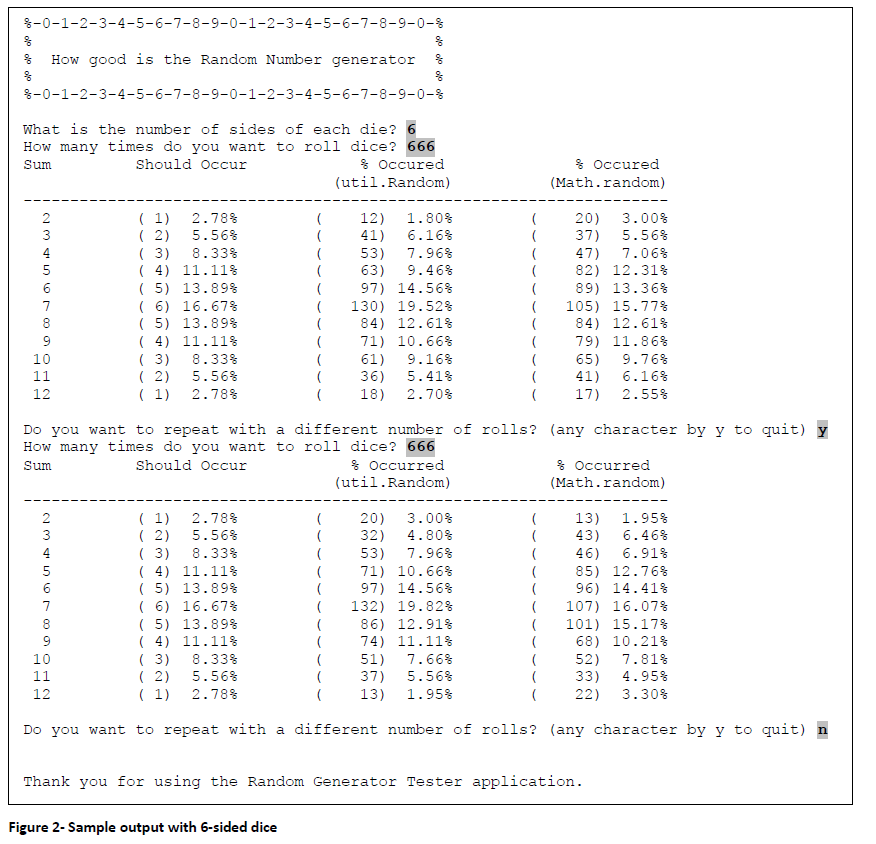 %-0-1-2-3-4-5-6-7-8-9-0-1-2-3-4-5-6-7-8-9-0-%
%                                           %
%  How good is the Random Number generator  %
%                                           %
%-0-1-2-3-4-5-6-7-8-9-0-1-2-3-4-5-6-7-8-9-0-%
What is the number of sides of each die? 6
How many times do you want to roll dice? 666
Sum Should Occur % Occured % Occured
(util.Random) (Math.random)
---------------------------------------------------------------------
2 ( 1) 2.78% ( 12) 1.80% ( 20) 3.00%
3 ( 2) 5.56% ( 41) 6.16% ( 37) 5.56%
4 ( 3) 8.33% ( 53) 7.96% ( 47) 7.06%
5 ( 4) 11.11% ( 63) 9.46% ( 82) 12.31%
6 ( 5) 13.89% ( 97) 14.56% ( 89) 13.36%
7 ( 6) 16.67% ( 130) 19.52% ( 105) 15.77%
8 ( 5) 13.89% ( 84) 12.61% ( 84) 12.61%
9 ( 4) 11.11% ( 71) 10.66% ( 79) 11.86%
10 ( 3) 8.33% ( 61) 9.16% ( 65) 9.76%
11 ( 2) 5.56% ( 36) 5.41% ( 41) 6.16%
12 ( 1) 2.78% ( 18) 2.70% ( 17) 2.55%
Do you want to repeat with a different number of rolls? (any character by y to quit) y
How many times do you want to roll dice? 666
Sum Should Occur % Occurred % Occurred
(util.Random) (Math.random)
---------------------------------------------------------------------
2 ( 1) 2.78% ( 20) 3.00% ( 13) 1.95%
3 ( 2) 5.56% ( 32) 4.80% ( 43) 6.46%
4 ( 3) 8.33% ( 53) 7.96% ( 46) 6.91%
5 ( 4) 11.11% ( 71) 10.66% ( 85) 12.76%
6 ( 5) 13.89% ( 97) 14.56% ( 96) 14.41%
7 ( 6) 16.67% ( 132) 19.82% ( 107) 16.07%
8 ( 5) 13.89% ( 86) 12.91% ( 101) 15.17%
9 ( 4) 11.11% ( 74) 11.11% ( 68) 10.21%
10 ( 3) 8.33% ( 51) 7.66% ( 52) 7.81%
11 ( 2) 5.56% ( 37) 5.56% ( 33) 4.95%
12 ( 1) 2.78% ( 13) 1.95% ( 22) 3.30%
Do you want to repeat with a different number of rolls? (any character by y to quit) n
Thank you for using the Random Generator Tester application.
Figure 2- Sample output with 6-sided dice